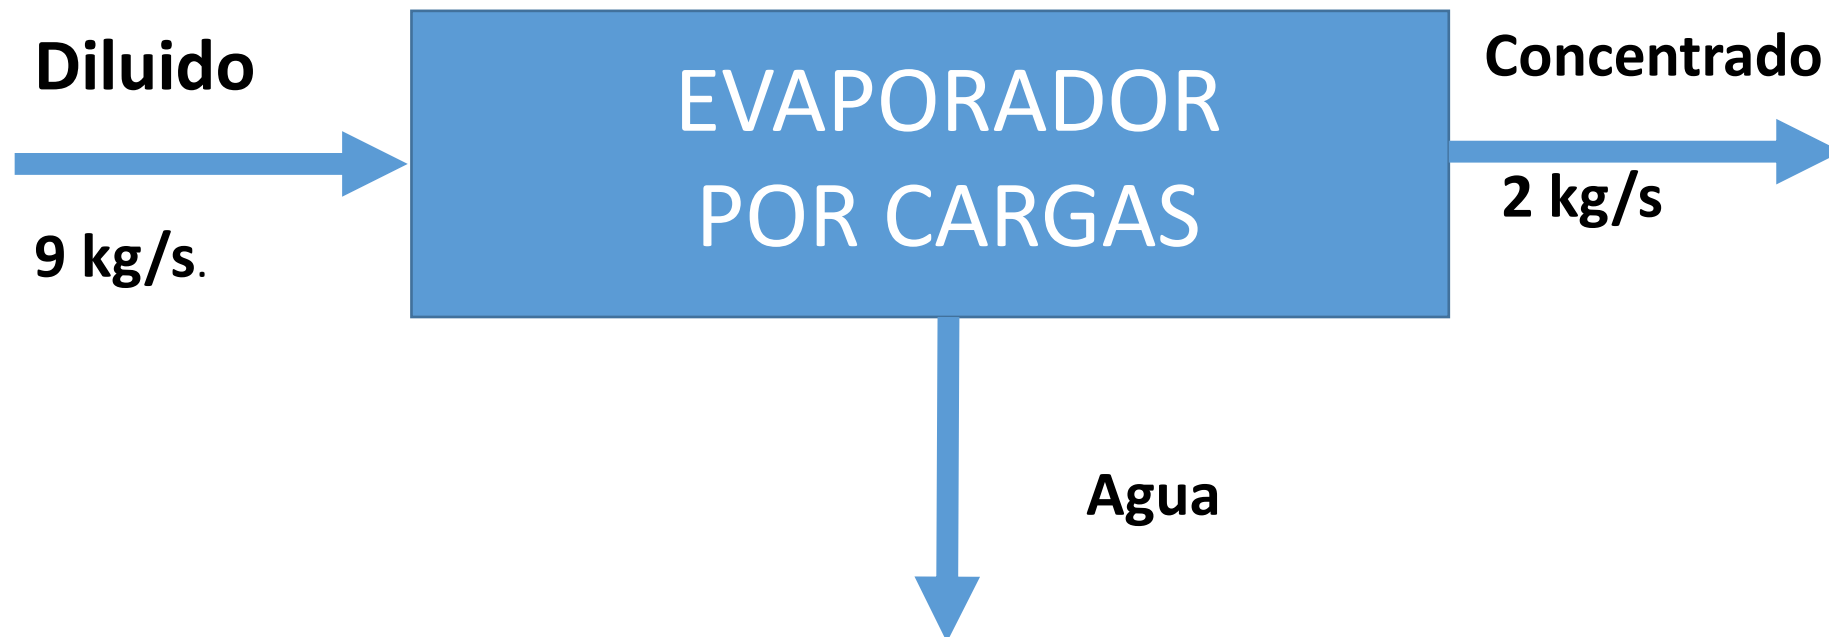 Diluido
9 kg/s.
EVAPORADOR
POR CARGAS
Concentrado
2 kg/s
Agua